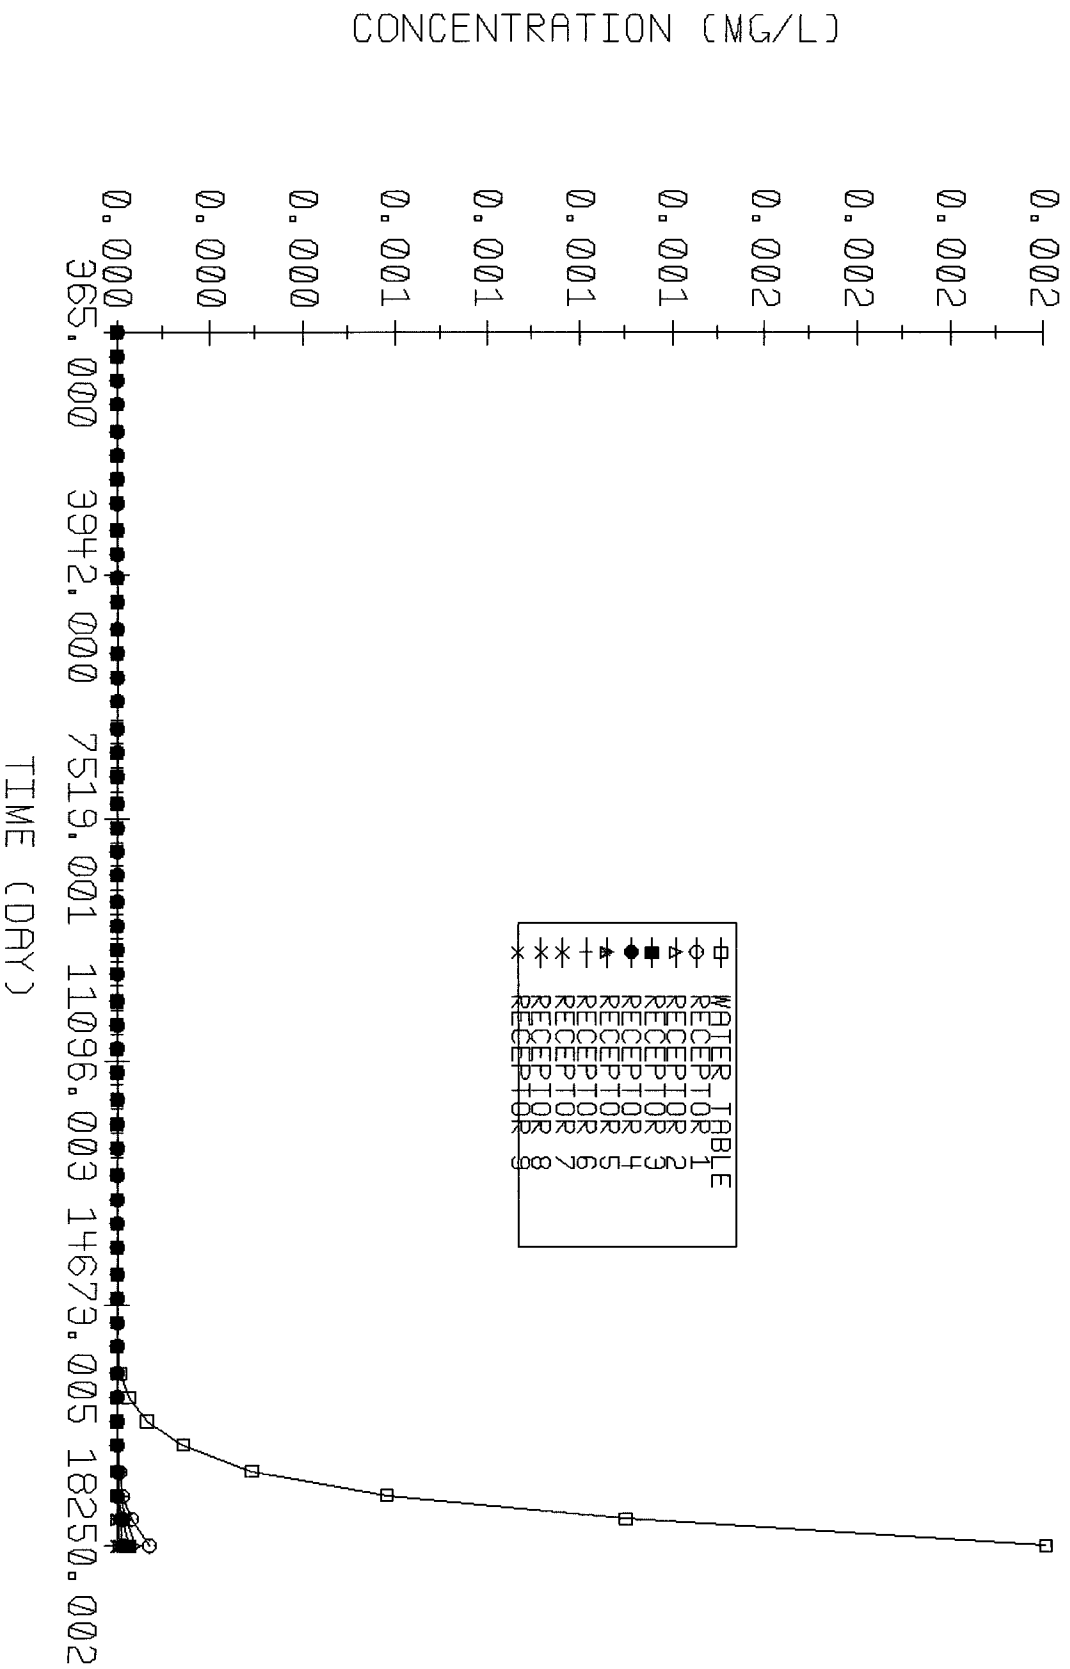 CONCENTRATION (MG/L)
0.002
0.002
0.002
0.002
0.001
0.001
0.001
0.001
0.000
0.000
0.000
WATER TABLE
RECEPTOR 1
RECEPTOR 2
RECEPTOR 3
RECEPTOR 4
RECEPTOR 5
RECEPTOR 6
RECEPTOR 7
RECEPTOR 8
RECEPTOR 9
365.000 3942.000 7519.001 11096.003 14673.005 18250.002
TIME (DAY)